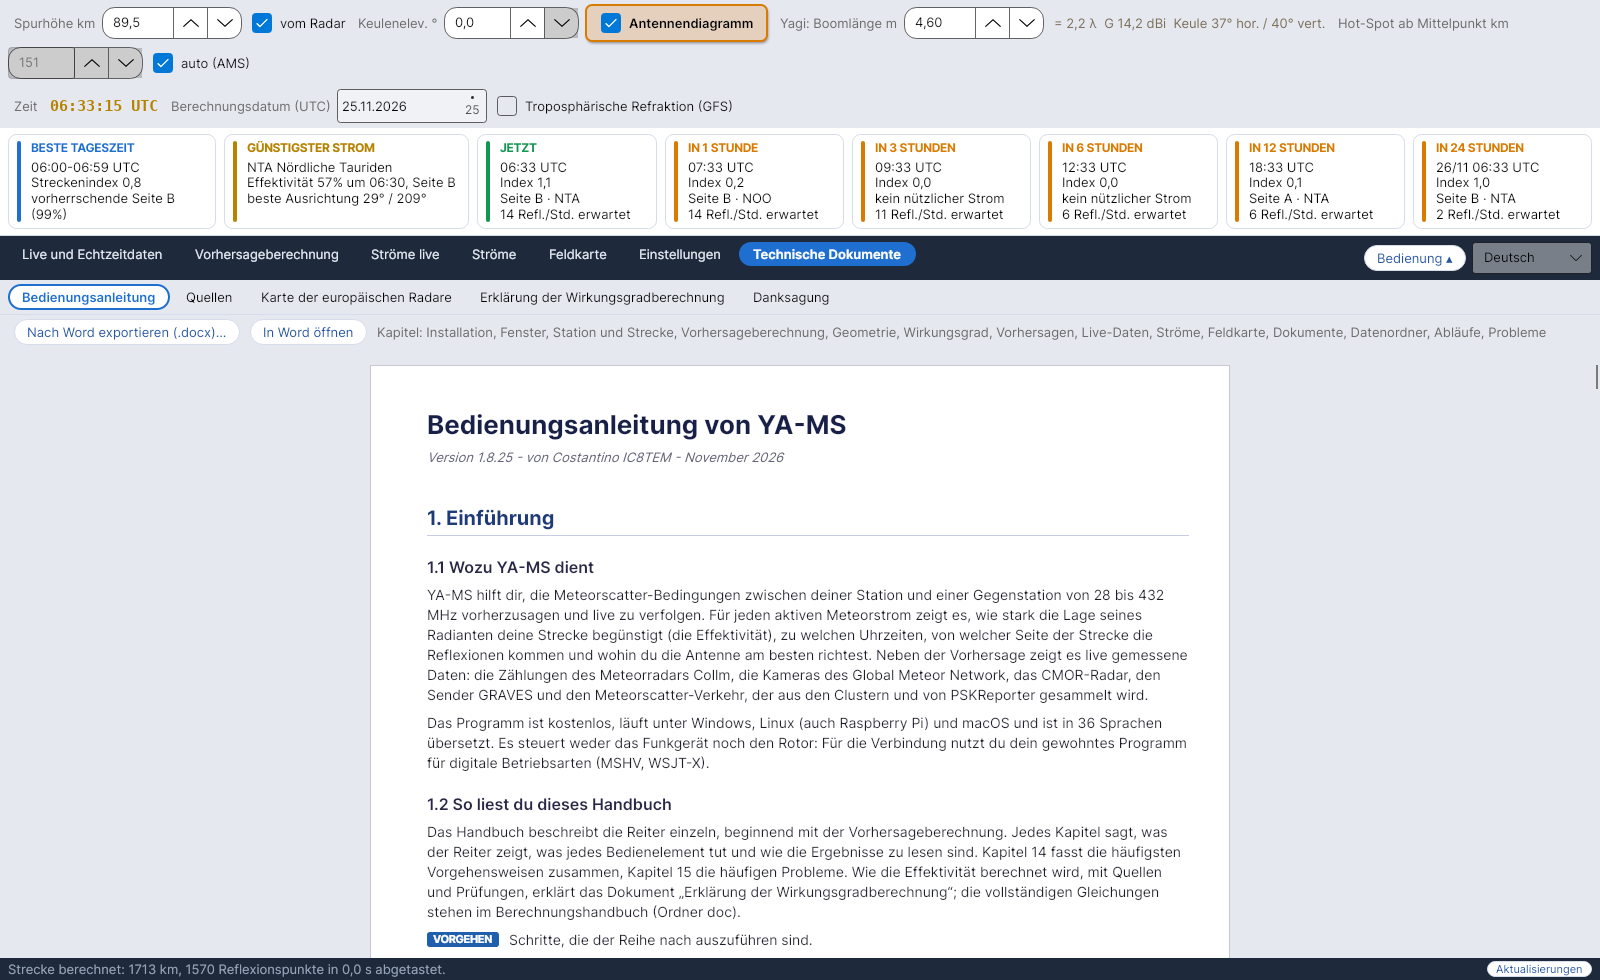 Spurhöhe km 89,5 vom Radar Keulenelev. ° 0,0 Antennendiagramm Yagi: Boomlänge m 4,60 = 2,2 λ G 14,2 dBi Keule 37° hor. / 40° vert. Hot-Spot ab Mittelpunkt km
151 auto (AMS)
Zeit 06:33:15 UTC Berechnungsdatum (UTC) 25.11.2026 25 Troposphärische Refraktion (GFS)
BESTE TAGESZEIT
06:00-06:59 UTC
Streckenindex 0,8
vorherrschende Seite B
(99%)
GÜNSTIGSTER STROM
NTA Nördliche Tauriden
Effektivität 57% um 06:30, Seite B
beste Ausrichtung 29° / 209°
JETZT
06:33 UTC
Index 1,1
Seite B · NTA
14 Refl./Std. erwartet
IN 1 STUNDE
07:33 UTC
Index 0,2
Seite B · NOO
14 Refl./Std. erwartet
IN 3 STUNDEN
09:33 UTC
Index 0,0
kein nützlicher Strom
11 Refl./Std. erwartet
IN 6 STUNDEN
12:33 UTC
Index 0,0
kein nützlicher Strom
6 Refl./Std. erwartet
IN 12 STUNDEN
18:33 UTC
Index 0,1
Seite A · NTA
6 Refl./Std. erwartet
IN 24 STUNDEN
26/11 06:33 UTC
Index 1,0
Seite B · NTA
2 Refl./Std. erwartet
Live und Echtzeitdaten Vorhersageberechnung Ströme live Ströme Feldkarte Einstellungen Technische Dokumente Bedienung ▴ Deutsch
Bedienungsanleitung Quellen Karte der europäischen Radare Erklärung der Wirkungsgradberechnung Danksagung
Nach Word exportieren (.docx)... In Word öffnen Kapitel: Installation, Fenster, Station und Strecke, Vorhersageberechnung, Geometrie, Wirkungsgrad, Vorhersagen, Live-Daten, Ströme, Feldkarte, Dokumente, Datenordner, Abläufe, Probleme
Bedienungsanleitung von YA-MS
Version 1.8.25 - von Costantino IC8TEM - November 2026
1. Einführung
1.1 Wozu YA-MS dient
YA-MS hilft dir, die Meteorscatter-Bedingungen zwischen deiner Station und einer Gegenstation von 28 bis 432
MHz vorherzusagen und live zu verfolgen. Für jeden aktiven Meteorstrom zeigt es, wie stark die Lage seines
Radianten deine Strecke begünstigt (die Effektivität), zu welchen Uhrzeiten, von welcher Seite der Strecke die
Reflexionen kommen und wohin du die Antenne am besten richtest. Neben der Vorhersage zeigt es live gemessene
Daten: die Zählungen des Meteorradars Collm, die Kameras des Global Meteor Network, das CMOR-Radar, den
Sender GRAVES und den Meteorscatter-Verkehr, der aus den Clustern und von PSKReporter gesammelt wird.
Das Programm ist kostenlos, läuft unter Windows, Linux (auch Raspberry Pi) und macOS und ist in 36 Sprachen
übersetzt. Es steuert weder das Funkgerät noch den Rotor: Für die Verbindung nutzt du dein gewohntes Programm
für digitale Betriebsarten (MSHV, WSJT-X).
1.2 So liest du dieses Handbuch
Das Handbuch beschreibt die Reiter einzeln, beginnend mit der Vorhersageberechnung. Jedes Kapitel sagt, was
der Reiter zeigt, was jedes Bedienelement tut und wie die Ergebnisse zu lesen sind. Kapitel 14 fasst die häufigsten
Vorgehensweisen zusammen, Kapitel 15 die häufigen Probleme. Wie die Effektivität berechnet wird, mit Quellen
und Prüfungen, erklärt das Dokument „Erklärung der Wirkungsgradberechnung“; die vollständigen Gleichungen
stehen im Berechnungshandbuch (Ordner doc).
VORGEHEN Schritte, die der Reihe nach auszuführen sind.
Strecke berechnet: 1713 km, 1570 Reflexionspunkte in 0,0 s abgetastet. Aktualisierungen